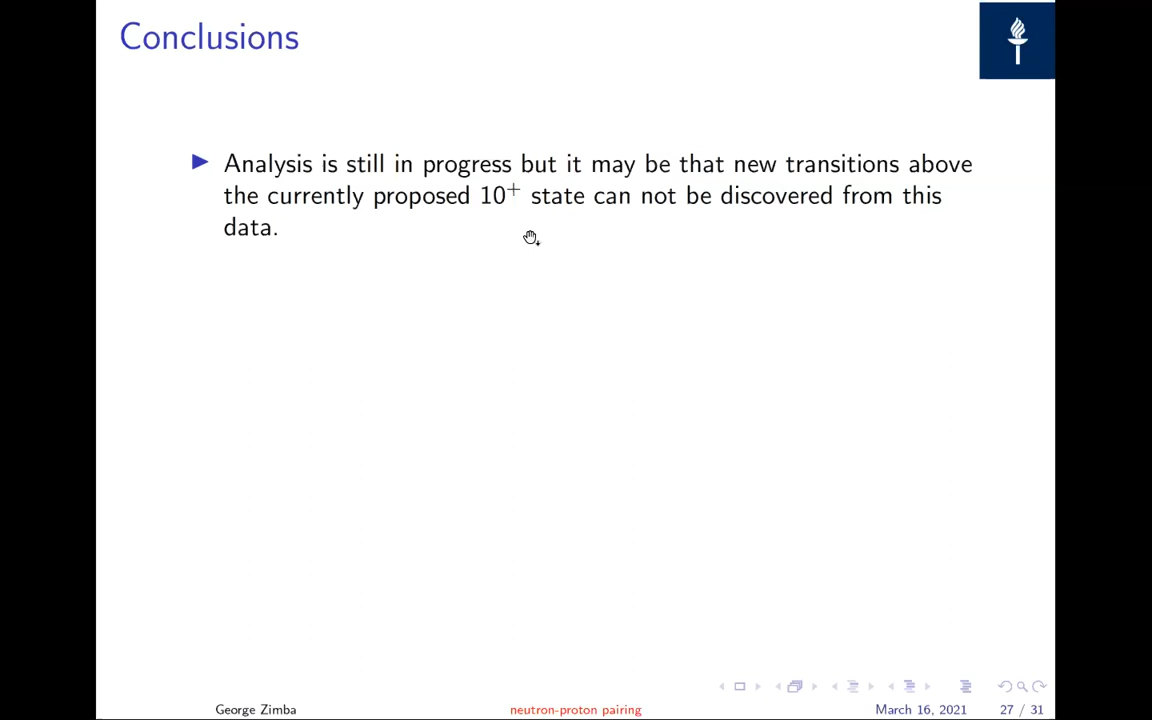 Conclusions
Analysis is still in progress but it may be that new transitions above
the currently proposed 10⁺ state can not be discovered from this
data.
George Zimba neutron-proton pairing March 16, 2021 27 / 31